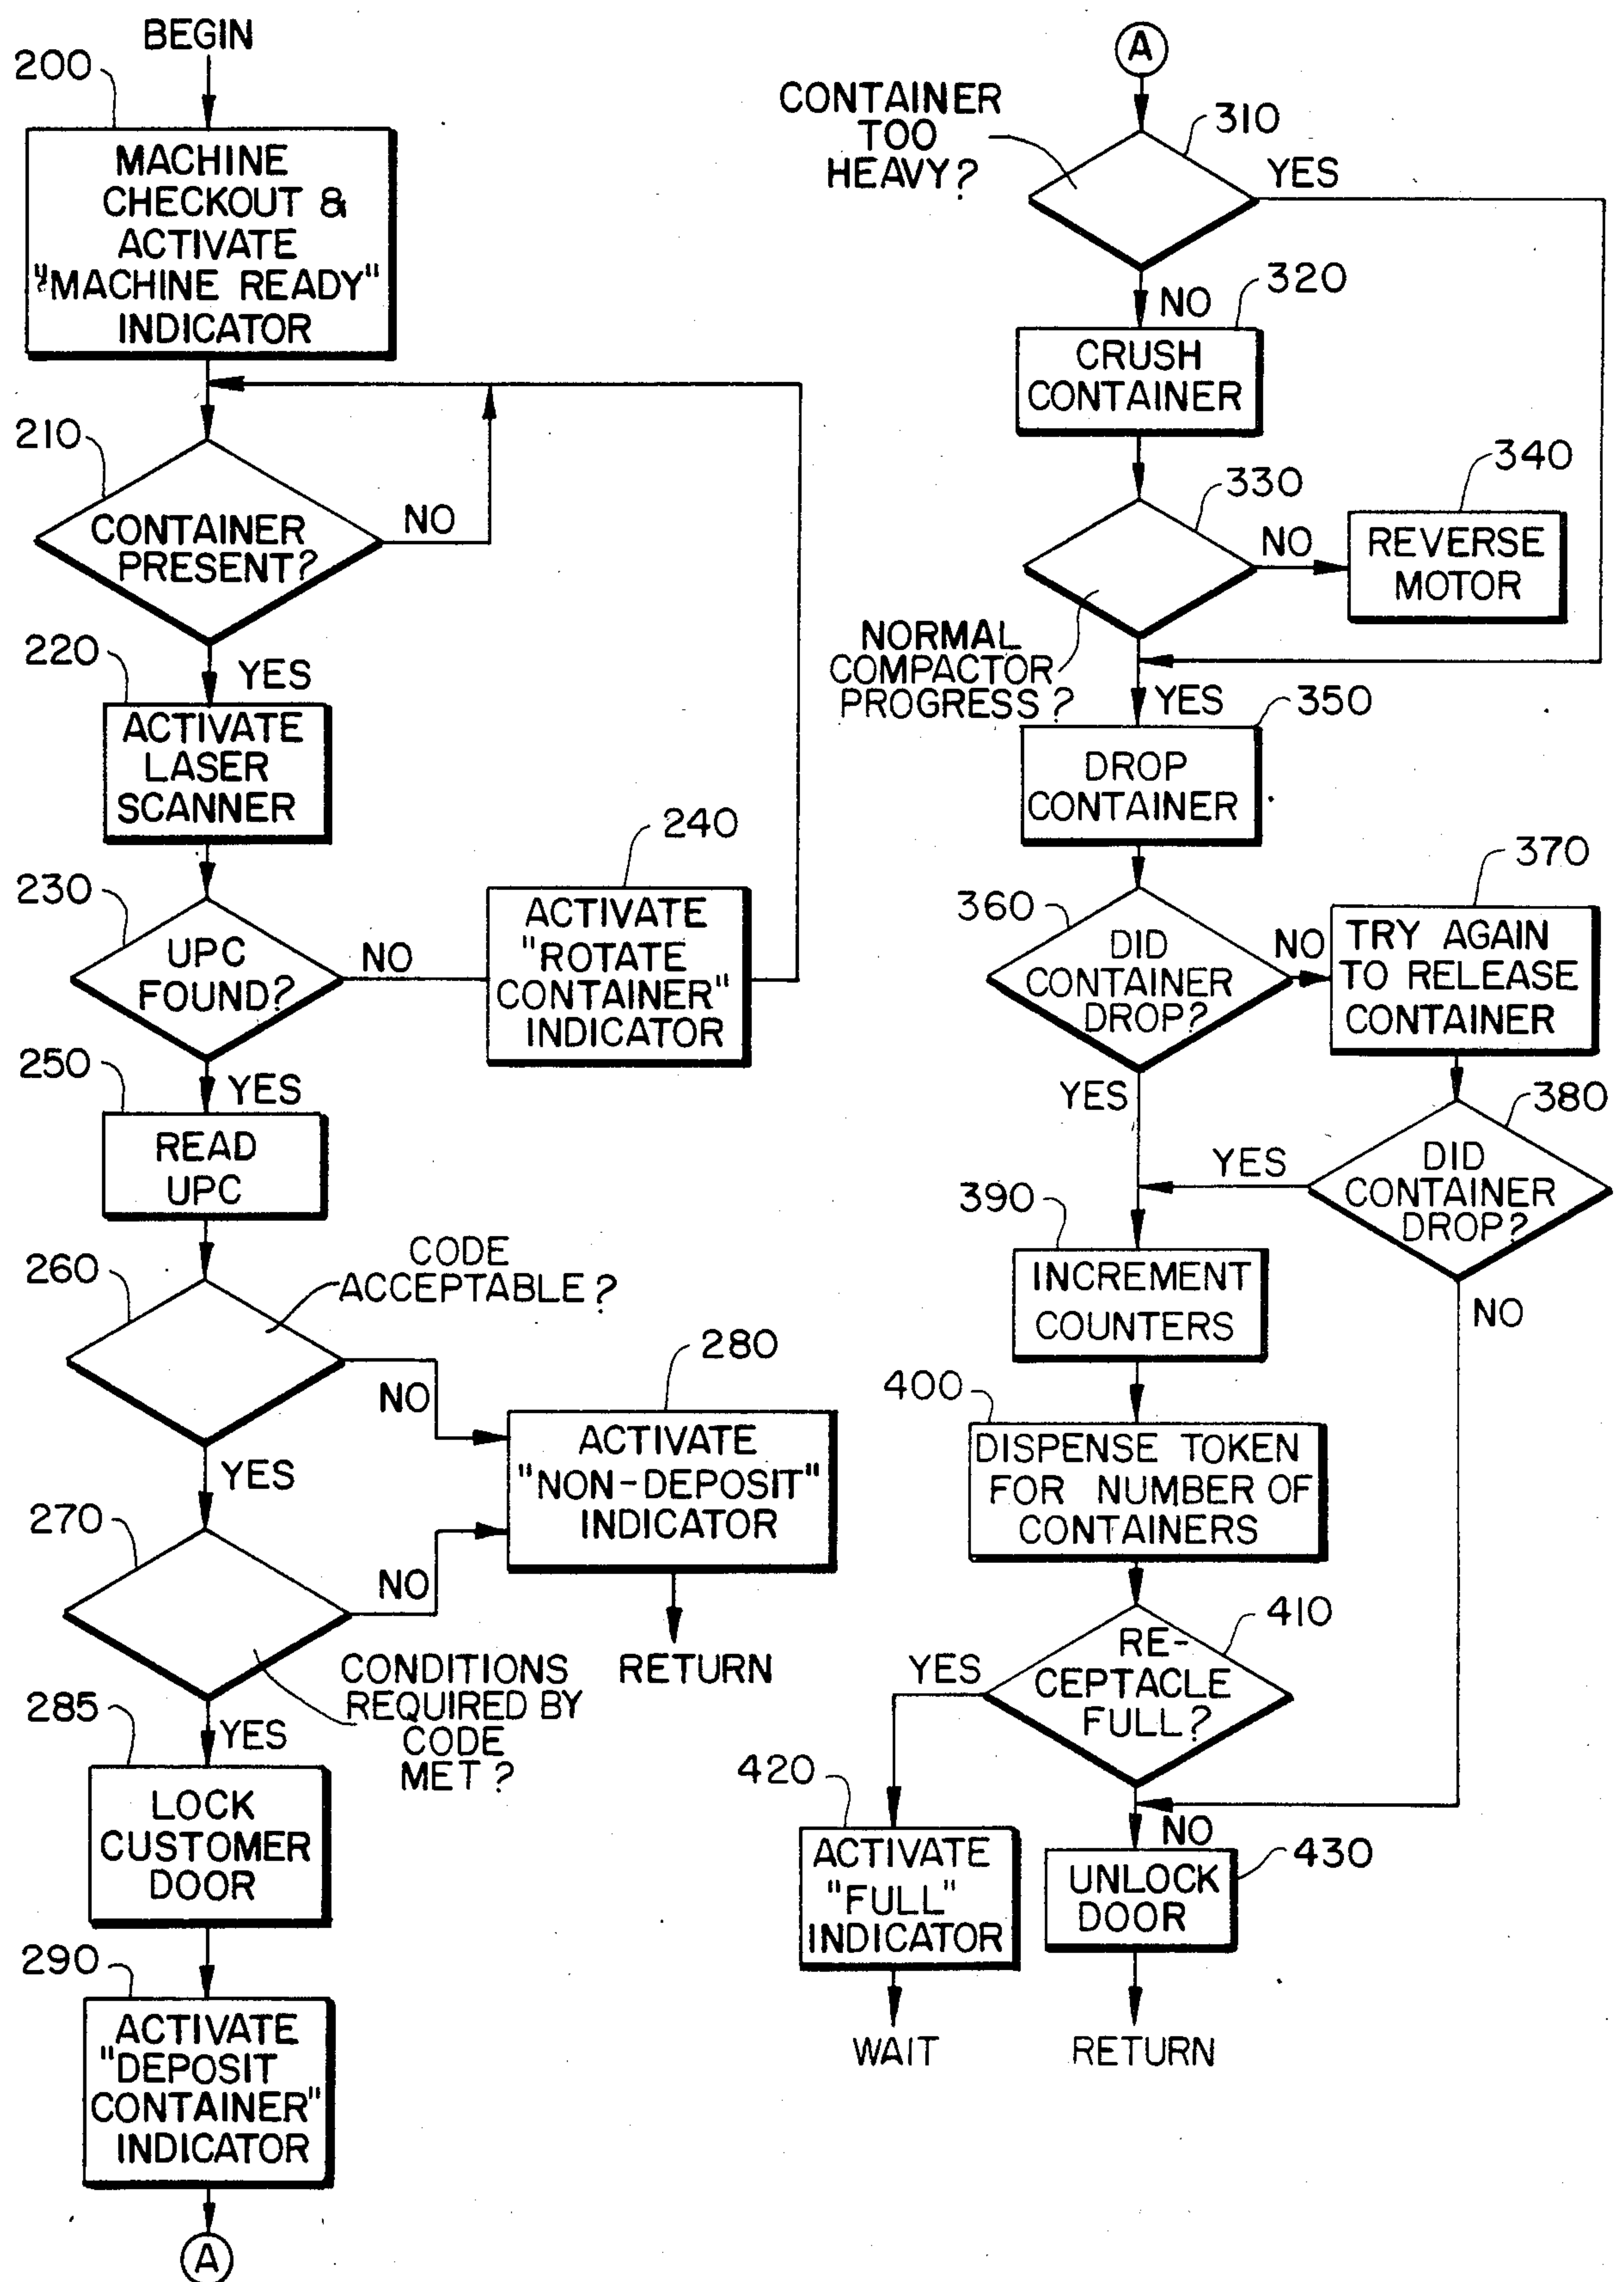 BEGIN
200
MACHINE
CHECKOUT &
ACTIVATE
"MACHINE READY"
INDICATOR
210
CONTAINER
PRESENT?
NO
YES
220
ACTIVATE
LASER
SCANNER
230
UPC
FOUND?
NO
240
ACTIVATE
"ROTATE
CONTAINER"
INDICATOR
YES
250
READ
UPC
260
CODE
ACCEPTABLE?
NO
YES
270
NO
CONDITIONS
REQUIRED BY
CODE
MET?
280
ACTIVATE
"NON-DEPOSIT"
INDICATOR
RETURN
YES
285
LOCK
CUSTOMER
DOOR
290
ACTIVATE
"DEPOSIT
CONTAINER"
INDICATOR
A
A
CONTAINER
TOO
HEAVY?
310
YES
NO
320
CRUSH
CONTAINER
330
NO
340
REVERSE
MOTOR
NORMAL
COMPACTOR
PROGRESS?
YES
350
DROP
CONTAINER
360
DID
CONTAINER
DROP?
NO
370
TRY AGAIN
TO RELEASE
CONTAINER
YES
380
DID
CONTAINER
DROP?
YES
NO
390
INCREMENT
COUNTERS
400
DISPENSE TOKEN
FOR NUMBER OF
CONTAINERS
410
RE-
CEPTACLE
FULL?
YES
NO
420
ACTIVATE
"FULL"
INDICATOR
WAIT
430
UNLOCK
DOOR
RETURN